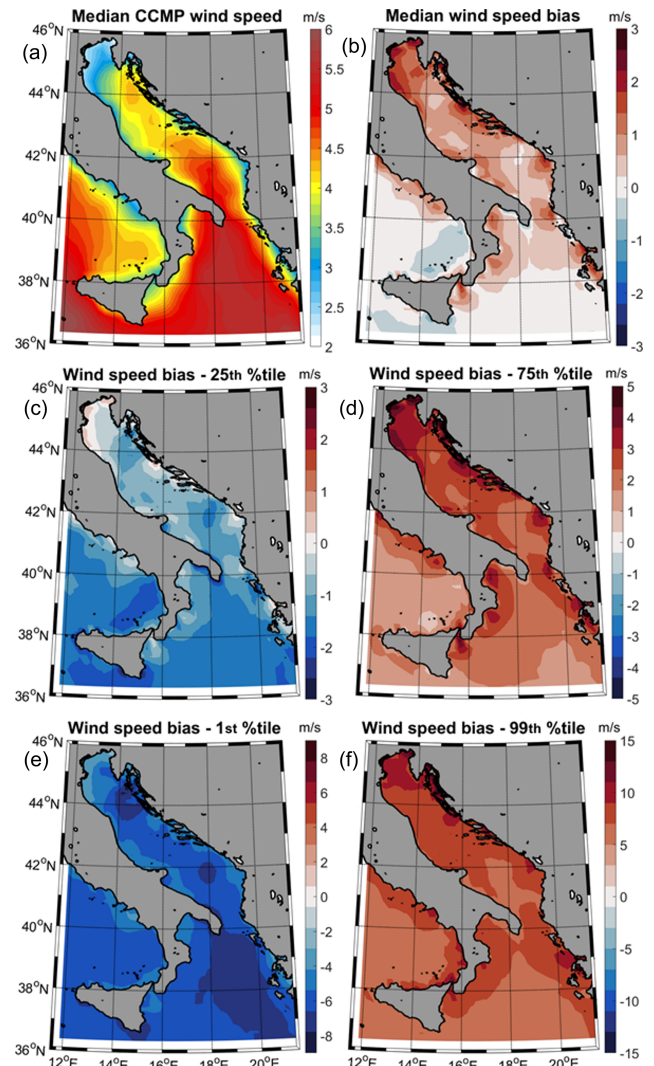 Median CCMP wind speed m/s
(a)
46°N
44°N
42°N
40°N
38°N
36°N
6
5.5
5
4.5
4
3.5
3
2.5
2
Median wind speed bias m/s
(b)
3
2
1
0
-1
-2
-3
Wind speed bias - 25th %tile m/s
(c)
46°N
44°N
42°N
40°N
38°N
36°N
3
2
1
0
-1
-2
-3
Wind speed bias - 75th %tile m/s
(d)
5
4
3
2
1
0
-1
-2
-3
-4
-5
Wind speed bias - 1st %tile m/s
(e)
46°N
44°N
42°N
40°N
38°N
36°N
8
6
4
2
0
-2
-4
-6
-8
12°E 14°E 16°E 18°E 20°E
Wind speed bias - 99th %tile m/s
(f)
15
10
5
0
-5
-10
-15
12°E 14°E 16°E 18°E 20°E